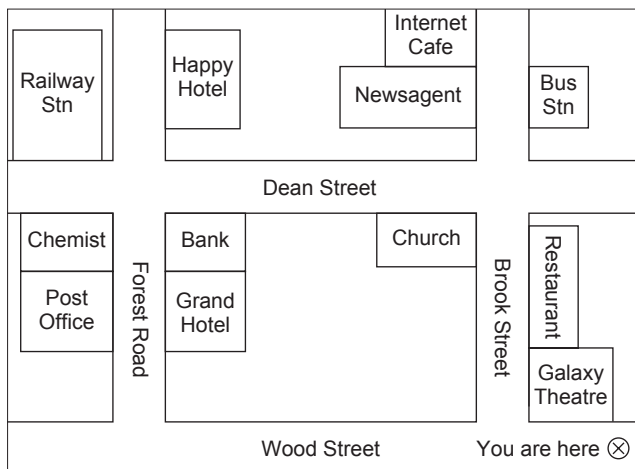 Internet
Cafe
Railway
Stn
Happy
Hotel
Newsagent
Bus
Stn
Dean Street
Chemist
Bank
Church
Restaurant
Forest Road
Brook Street
Post
Office
Grand
Hotel
Galaxy
Theatre
Wood Street
You are here